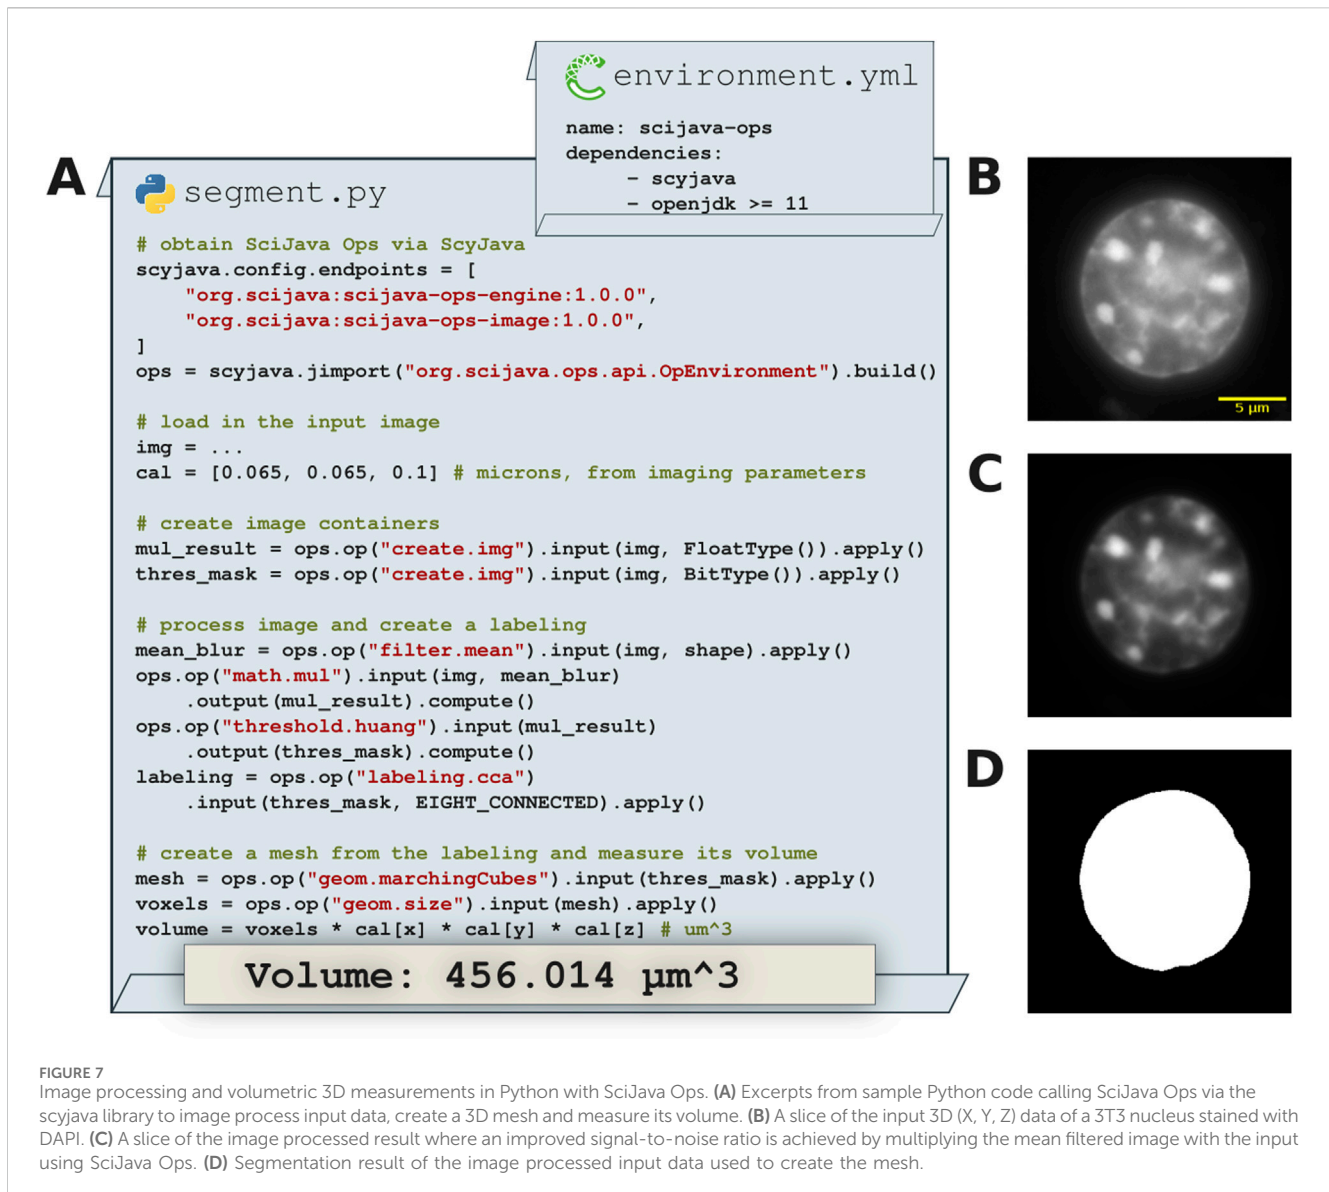 environment.yml
name: scijava-ops
dependencies:
- scyjava
- openjdk >= 11
A
segment.py
# obtain SciJava Ops via ScyJava
scyjava.config.endpoints = [
"org.scijava:scijava-ops-engine:1.0.0",
"org.scijava:scijava-ops-image:1.0.0",
]
ops = scyjava.jimport("org.scijava.ops.api.OpEnvironment").build()
# load in the input image
img = ...
cal = [0.065, 0.065, 0.1] # microns, from imaging parameters
# create image containers
mul_result = ops.op("create.img").input(img, FloatType()).apply()
thres_mask = ops.op("create.img").input(img, BitType()).apply()
# process image and create a labeling
mean_blur = ops.op("filter.mean").input(img, shape).apply()
ops.op("math.mul").input(img, mean_blur)
.output(mul_result).compute()
ops.op("threshold.huang").input(mul_result)
.output(thres_mask).compute()
labeling = ops.op("labeling.cca")
.input(thres_mask, EIGHT_CONNECTED).apply()
# create a mesh from the labeling and measure its volume
mesh = ops.op("geom.marchingCubes").input(thres_mask).apply()
voxels = ops.op("geom.size").input(mesh).apply()
volume = voxels * cal[x] * cal[y] * cal[z] # um^3
Volume: 456.014 µm^3
B
5 µm
C
D
FIGURE 7
Image processing and volumetric 3D measurements in Python with SciJava Ops. (A) Excerpts from sample Python code calling SciJava Ops via the
scyjava library to image process input data, create a 3D mesh and measure its volume. (B) A slice of the input 3D (X, Y, Z) data of a 3T3 nucleus stained with
DAPI. (C) A slice of the image processed result where an improved signal-to-noise ratio is achieved by multiplying the mean filtered image with the input
using SciJava Ops. (D) Segmentation result of the image processed input data used to create the mesh.